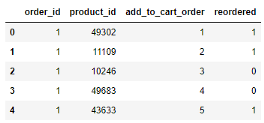 order_id product_id add_to_cart_order reordered
0 1 49302 1 1
1 1 11109 2 1
2 1 10246 3 0
3 1 49683 4 0
4 1 43633 5 1